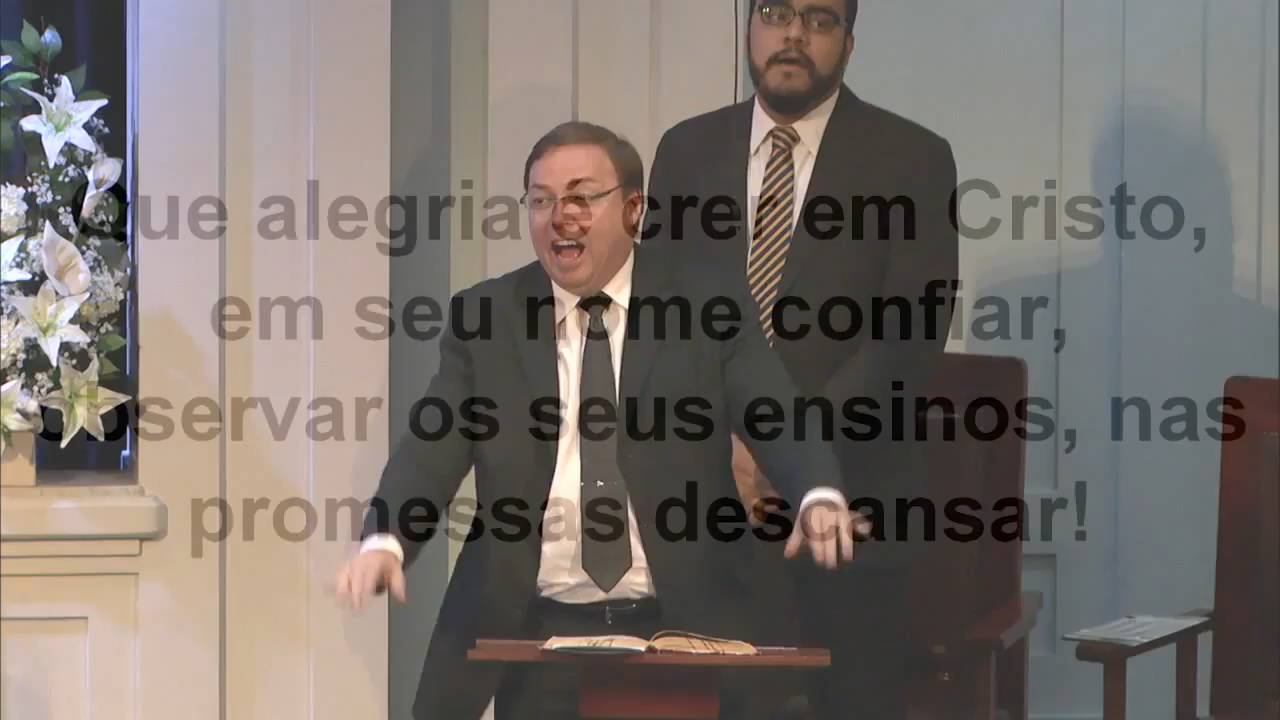 Que alegria é crer em Cristo,
em seu nome confiar,
observar os seus ensinos, nas
promessas descansar!